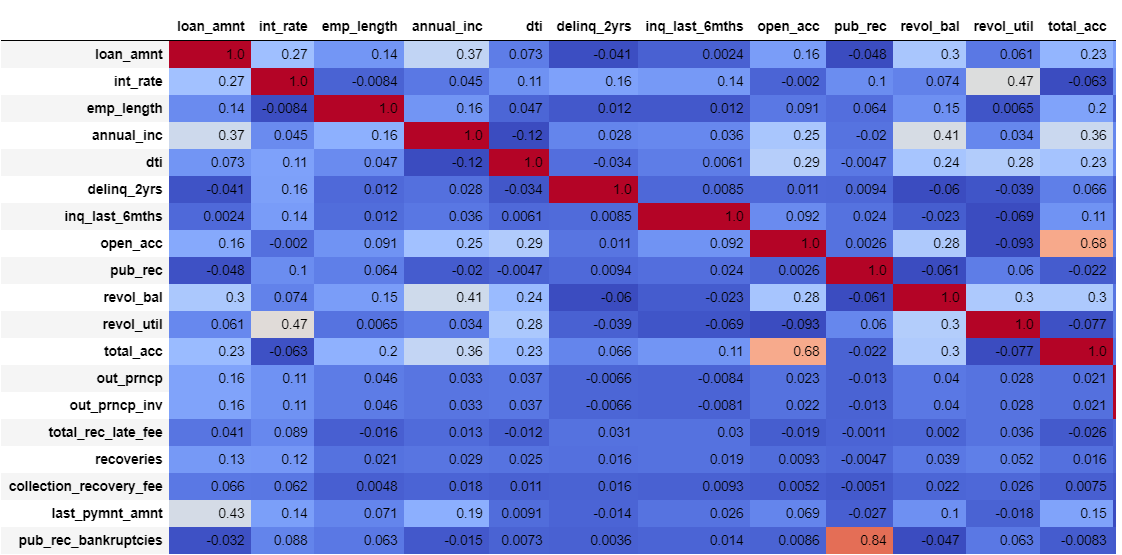 loan_amnt int_rate emp_length annual_inc dti delinq_2yrs inq_last_6mths open_acc pub_rec revol_bal revol_util total_acc
loan_amnt 1.0 0.27 0.14 0.37 0.073 -0.041 0.0024 0.16 -0.048 0.3 0.061 0.23
int_rate 0.27 1.0 -0.0084 0.045 0.11 0.16 0.14 -0.002 0.1 0.074 0.47 -0.063
emp_length 0.14 -0.0084 1.0 0.16 0.047 0.012 0.012 0.091 0.064 0.15 0.0065 0.2
annual_inc 0.37 0.045 0.16 1.0 -0.12 0.028 0.036 0.25 -0.02 0.41 0.034 0.36
dti 0.073 0.11 0.047 -0.12 1.0 -0.034 0.0061 0.29 -0.0047 0.24 0.28 0.23
delinq_2yrs -0.041 0.16 0.012 0.028 -0.034 1.0 0.0085 0.011 0.0094 -0.06 -0.039 0.066
inq_last_6mths 0.0024 0.14 0.012 0.036 0.0061 0.0085 1.0 0.092 0.024 -0.023 -0.069 0.11
open_acc 0.16 -0.002 0.091 0.25 0.29 0.011 0.092 1.0 0.0026 0.28 -0.093 0.68
pub_rec -0.048 0.1 0.064 -0.02 -0.0047 0.0094 0.024 0.0026 1.0 -0.061 0.06 -0.022
revol_bal 0.3 0.074 0.15 0.41 0.24 -0.06 -0.023 0.28 -0.061 1.0 0.3 0.3
revol_util 0.061 0.47 0.0065 0.034 0.28 -0.039 -0.069 -0.093 0.06 0.3 1.0 -0.077
total_acc 0.23 -0.063 0.2 0.36 0.23 0.066 0.11 0.68 -0.022 0.3 -0.077 1.0
out_prncp 0.16 0.11 0.046 0.033 0.037 -0.0066 -0.0084 0.023 -0.013 0.04 0.028 0.021
out_prncp_inv 0.16 0.11 0.046 0.033 0.037 -0.0066 -0.0081 0.022 -0.013 0.04 0.028 0.021
total_rec_late_fee 0.041 0.089 -0.016 0.013 -0.012 0.031 0.03 -0.019 -0.0011 0.002 0.036 -0.026
recoveries 0.13 0.12 0.021 0.029 0.025 0.016 0.019 0.0093 -0.0047 0.039 0.052 0.016
collection_recovery_fee 0.066 0.062 0.0048 0.018 0.011 0.016 0.0093 0.0052 -0.0051 0.022 0.026 0.0075
last_pymnt_amnt 0.43 0.14 0.071 0.19 0.0091 -0.014 0.026 0.069 -0.027 0.1 -0.018 0.15
pub_rec_bankruptcies -0.032 0.088 0.063 -0.015 0.0073 0.0036 0.014 0.0086 0.84 -0.047 0.063 -0.0083